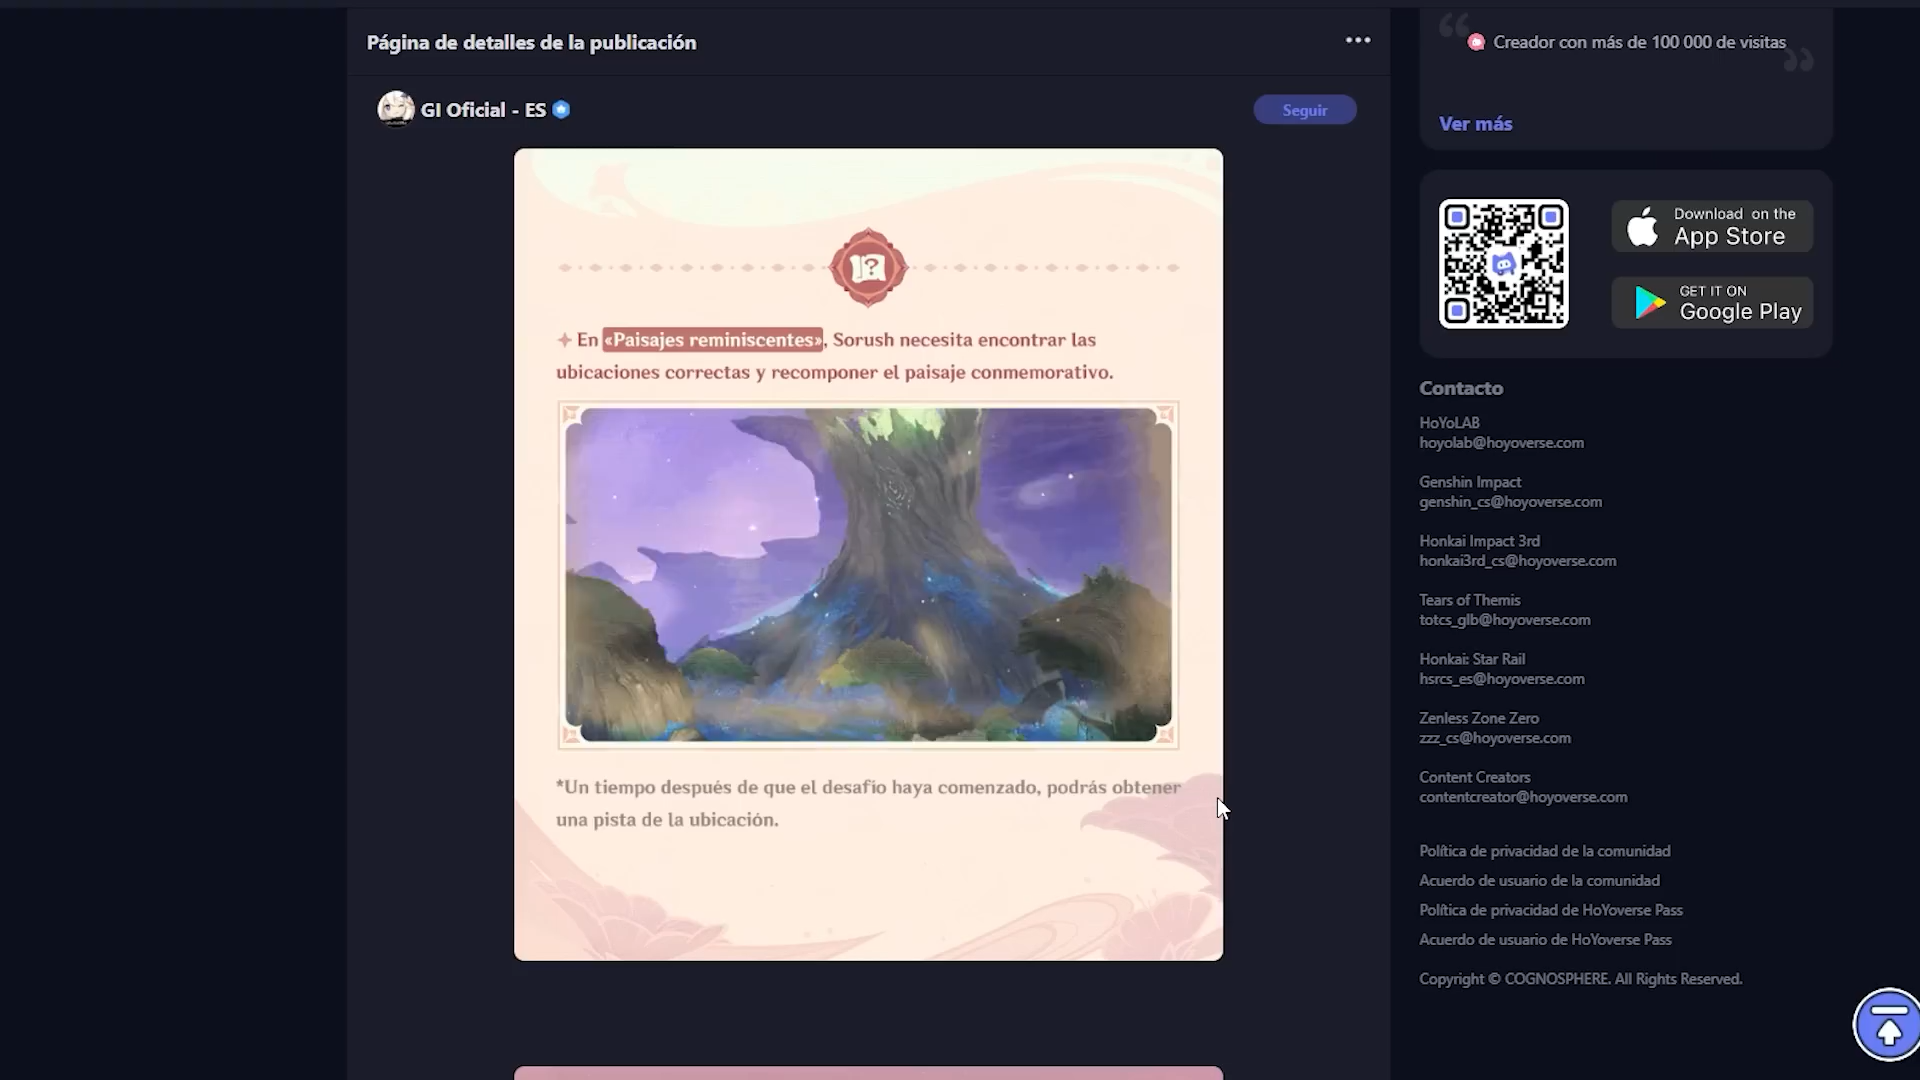 Página de detalles de la publicación
GI Oficial - ES
Seguir
?
En «Paisajes reminiscentes», Sorush necesita encontrar las
ubicaciones correctas y recomponer el paisaje conmemorativo.
*Un tiempo después de que el desafío haya comenzado, podrás obtener
una pista de la ubicación.
Creador con más de 100 000 de visitas
Ver más
Download on the
App Store
GET IT ON
Google Play
Contacto
HoYoLAB
hoyolab@hoyoverse.com
Genshin Impact
genshin_cs@hoyoverse.com
Honkai Impact 3rd
honkai3rd_cs@hoyoverse.com
Tears of Themis
totcs_glb@hoyoverse.com
Honkai: Star Rail
hsrcs_es@hoyoverse.com
Zenless Zone Zero
zzz_cs@hoyoverse.com
Content Creators
contentcreator@hoyoverse.com
Política de privacidad de la comunidad
Acuerdo de usuario de la comunidad
Política de privacidad de HoYoverse Pass
Acuerdo de usuario de HoYoverse Pass
Copyright © COGNOSPHERE. All Rights Reserved.